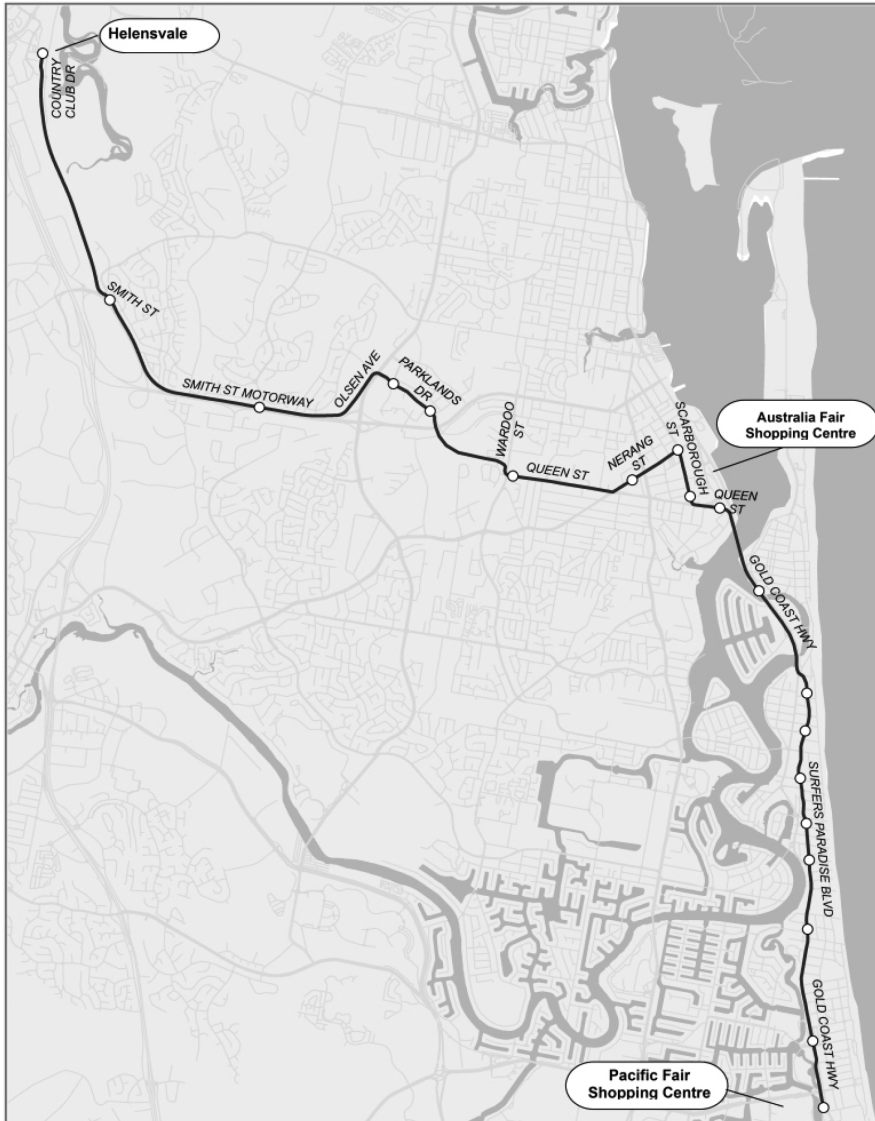 Helensvale
COUNTRY
CLUB DR
SMITH ST
SMITH ST MOTORWAY
OLSEN AVE
PARKLANDS
DR
WARDOO
ST
QUEEN ST
NERANG
ST
SCARBOROUGH
ST
Australia Fair
Shopping Centre
QUEEN
ST
GOLD COAST HWY
SURFERS PARADISE BLVD
GOLD COAST HWY
Pacific Fair
Shopping Centre